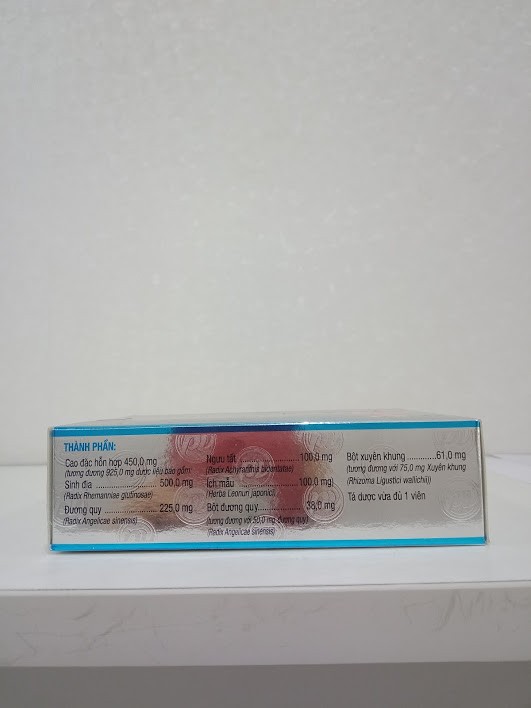 THÀNH PHẦN:
Cao đặc hỗn hợp 450,0 mg
(tương đương 925,0 mg dược liệu bao gồm:
Sinh địa ........................ 500,0 mg
(Radix Rhemanniae glutinosae)
Đương quy .................... 225,0 mg
(Radix Angelicae sinensis)
Ngưu tất ........................ 100,0 mg
(Radix Achyranthis bidentatae)
Ích mẫu ......................... 100,0 mg)
(Herba Leonuri japonici)
Bột đương quy ................ 38,0 mg
(tương đương với 50,0 mg đương quy)
(Radix Angelicae Sinensis)
Bột xuyên khung ............ 61,0 mg
(tương đương với 75,0 mg Xuyên khung
(Rhizoma Ligustici wallichii))
Tá dược vừa đủ 1 viên